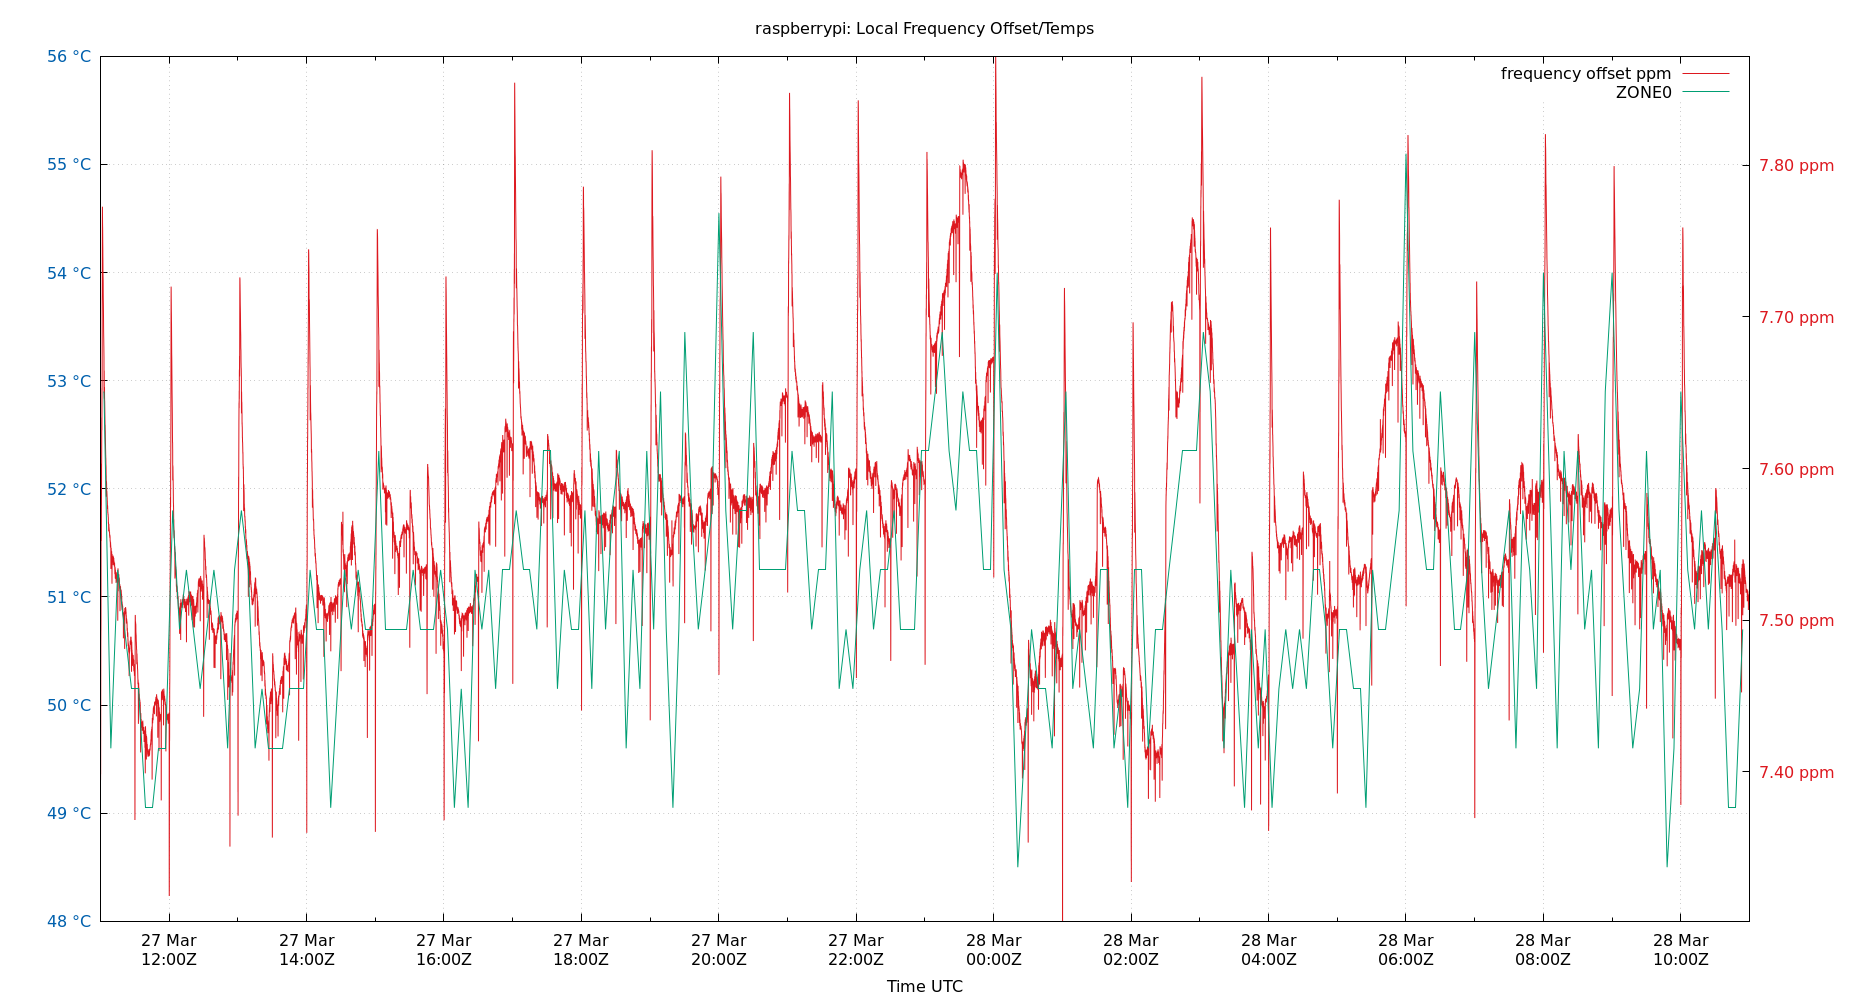 raspberrypi: Local Frequency Offset/Temps
frequency offset ppm
ZONE0
56 °C
55 °C
54 °C
53 °C
52 °C
51 °C
50 °C
49 °C
48 °C
7.80 ppm
7.70 ppm
7.60 ppm
7.50 ppm
7.40 ppm
27 Mar 27 Mar 27 Mar 27 Mar 27 Mar 27 Mar 28 Mar 28 Mar 28 Mar 28 Mar 28 Mar 28 Mar
12:00Z 14:00Z 16:00Z 18:00Z 20:00Z 22:00Z 00:00Z 02:00Z 04:00Z 06:00Z 08:00Z 10:00Z
Time UTC